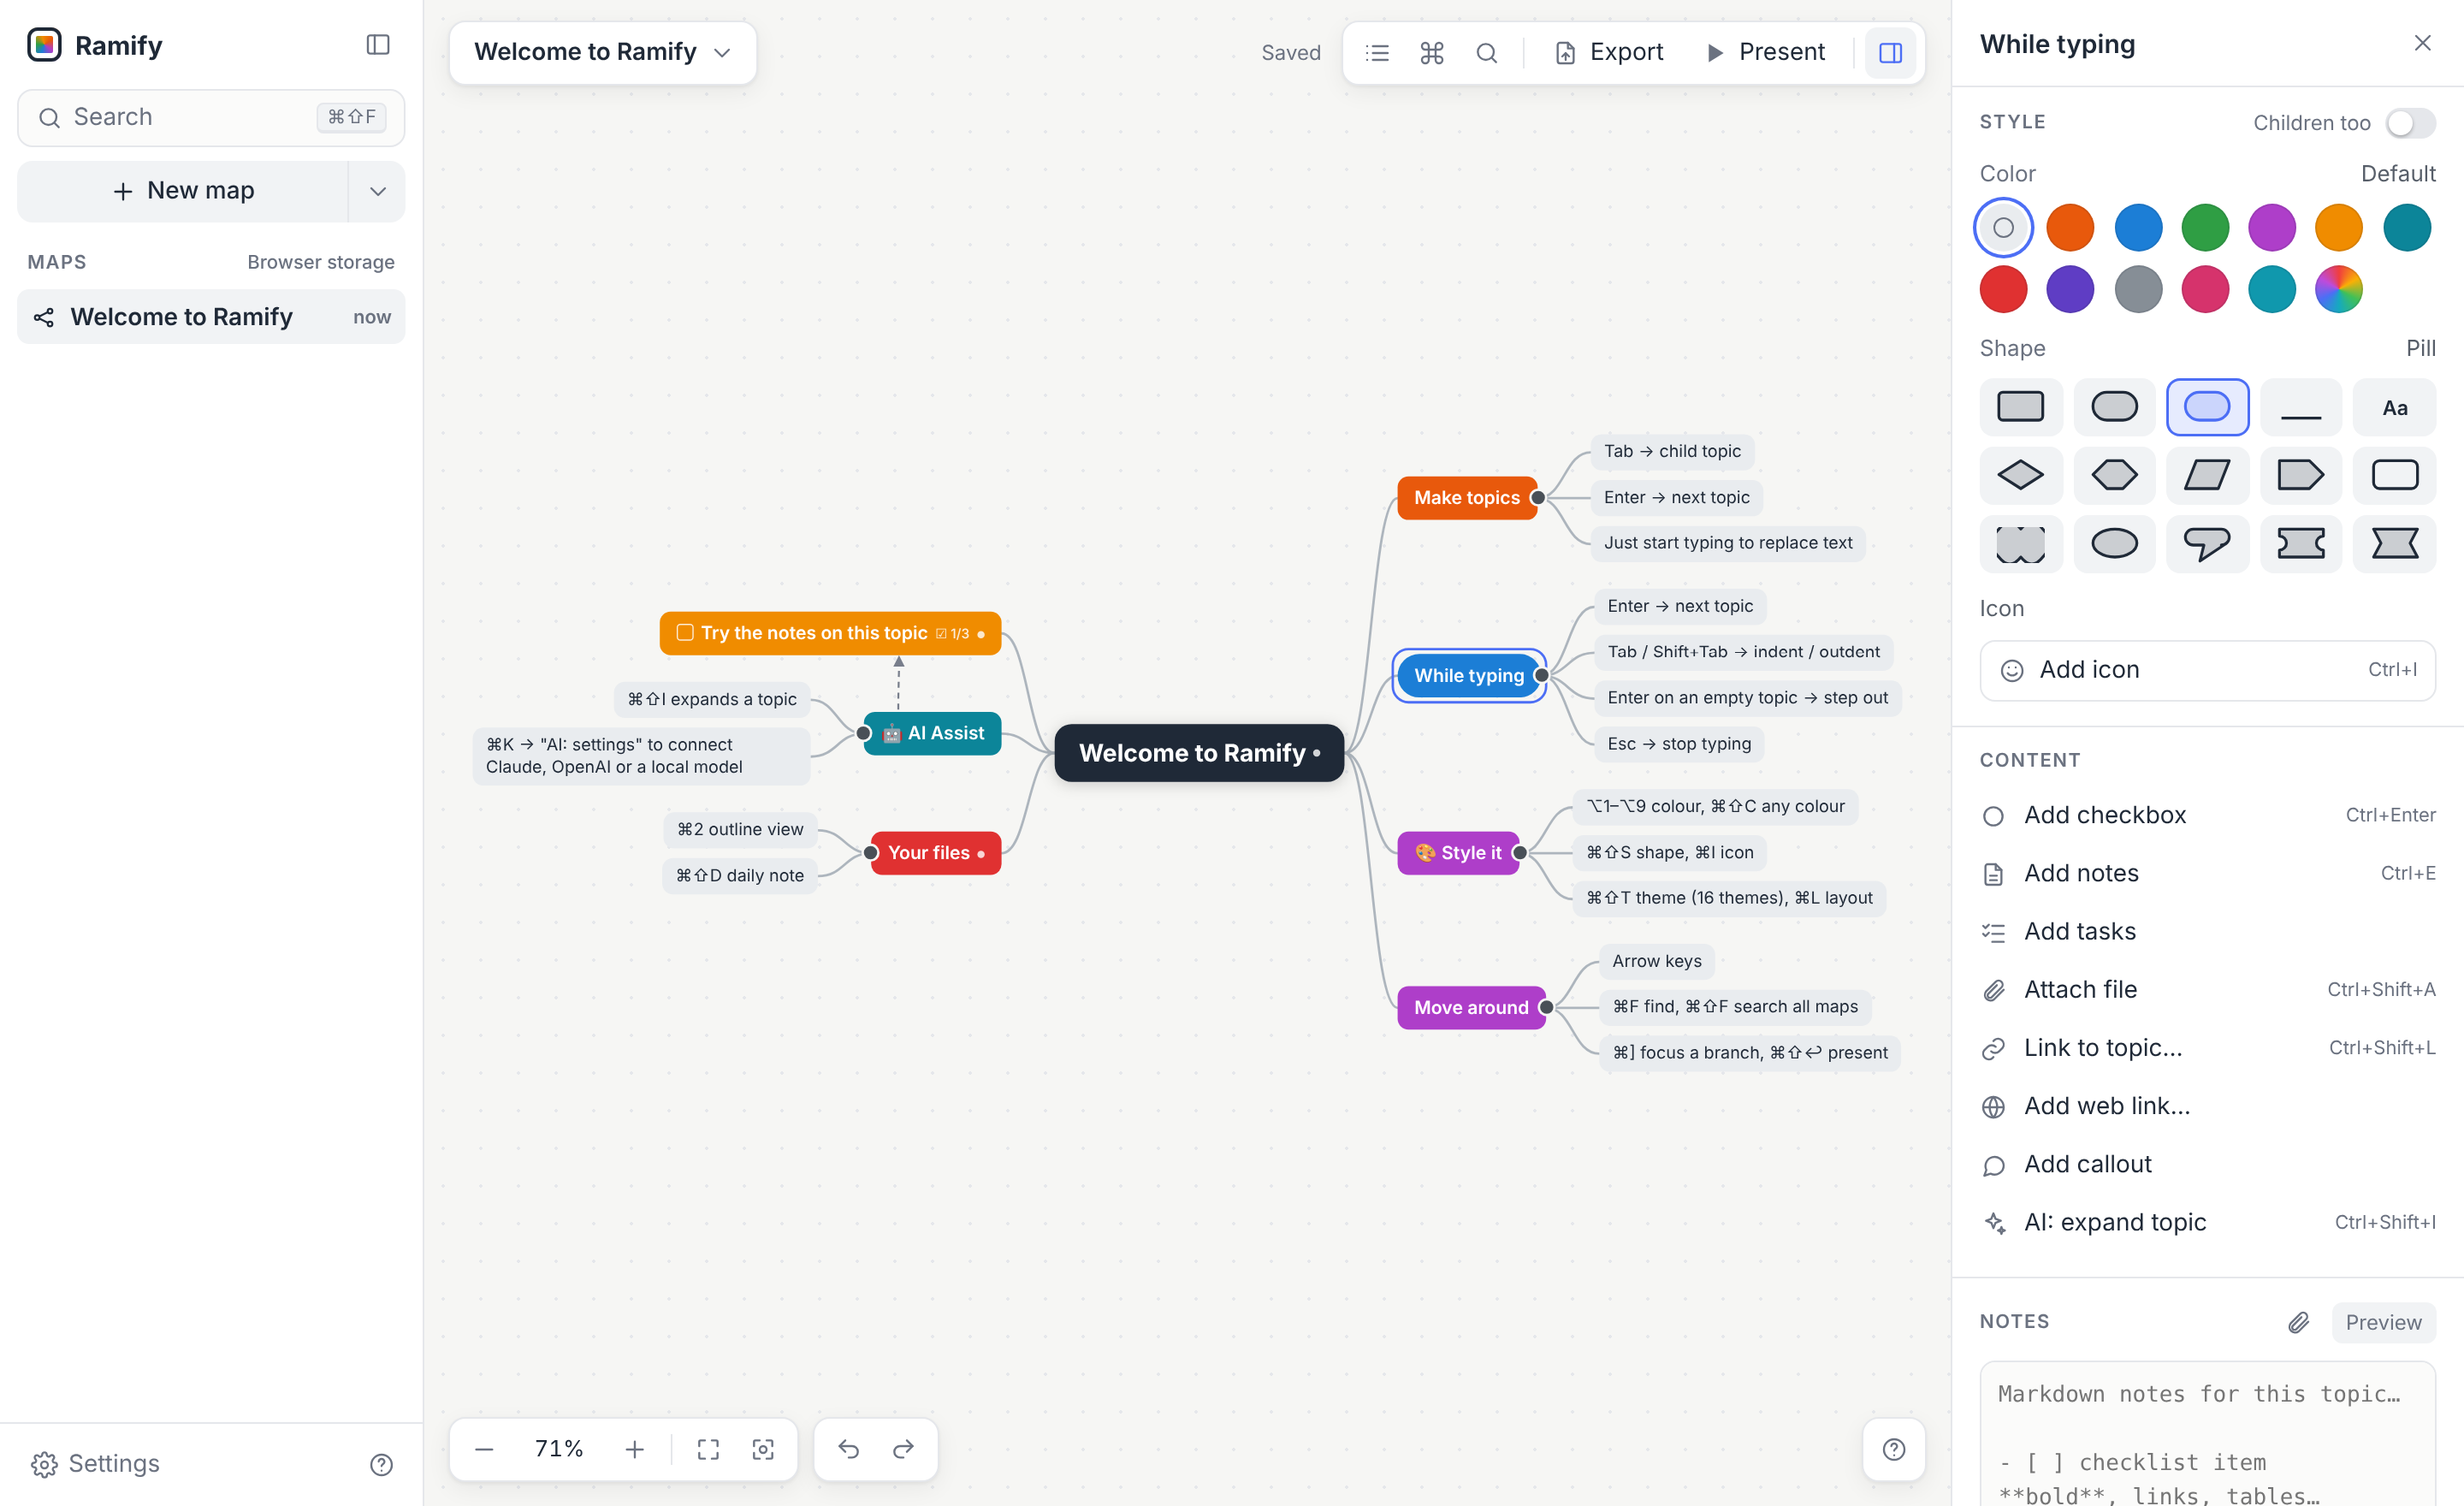 Ramify
Search ⌘⇧F
New map
MAPS Browser storage
Welcome to Ramify now
Settings
Welcome to Ramify
Saved
Export
Present
Try the notes on this topic ☑ 1/3
⌘⇧I expands a topic
🤖 AI Assist
⌘K → "AI: settings" to connect
Claude, OpenAI or a local model
⌘2 outline view
Your files
⌘⇧D daily note
Welcome to Ramify
Make topics
Tab → child topic
Enter → next topic
Just start typing to replace text
While typing
Enter → next topic
Tab / Shift+Tab → indent / outdent
Enter on an empty topic → step out
Esc → stop typing
🎨 Style it
⌥1–⌥9 colour, ⌘⇧C any colour
⌘⇧S shape, ⌘I icon
⌘⇧T theme (16 themes), ⌘L layout
Move around
Arrow keys
⌘F find, ⌘⇧F search all maps
⌘] focus a branch, ⌘⇧↩ present
71%
While typing
STYLE Children too
Color Default
Shape Pill
Aa
Icon
Add icon Ctrl+I
CONTENT
Add checkbox Ctrl+Enter
Add notes Ctrl+E
Add tasks
Attach file Ctrl+Shift+A
Link to topic... Ctrl+Shift+L
Add web link...
Add callout
AI: expand topic Ctrl+Shift+I
NOTES Preview
Markdown notes for this topic…
- [ ] checklist item
**bold**, links, tables…